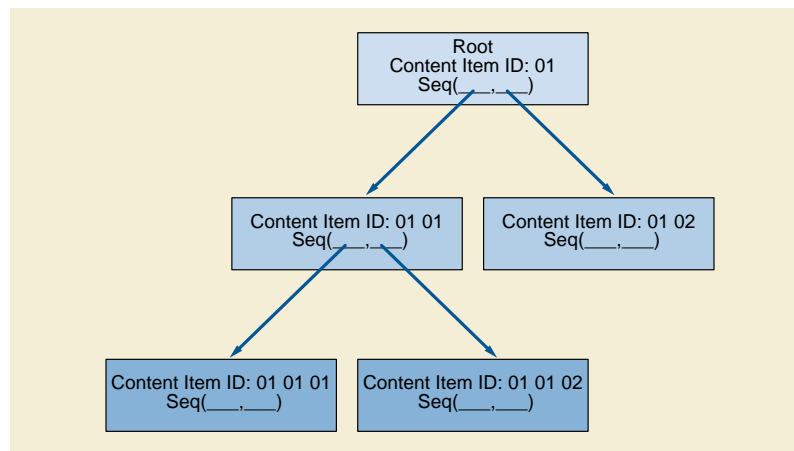 Root
Content Item ID: 01
Seq(___,___)
Content Item ID: 01 01
Seq(___,___)
Content Item ID: 01 02
Seq(___,___)
Content Item ID: 01 01 01
Seq(___,___)
Content Item ID: 01 01 02
Seq(___,___)